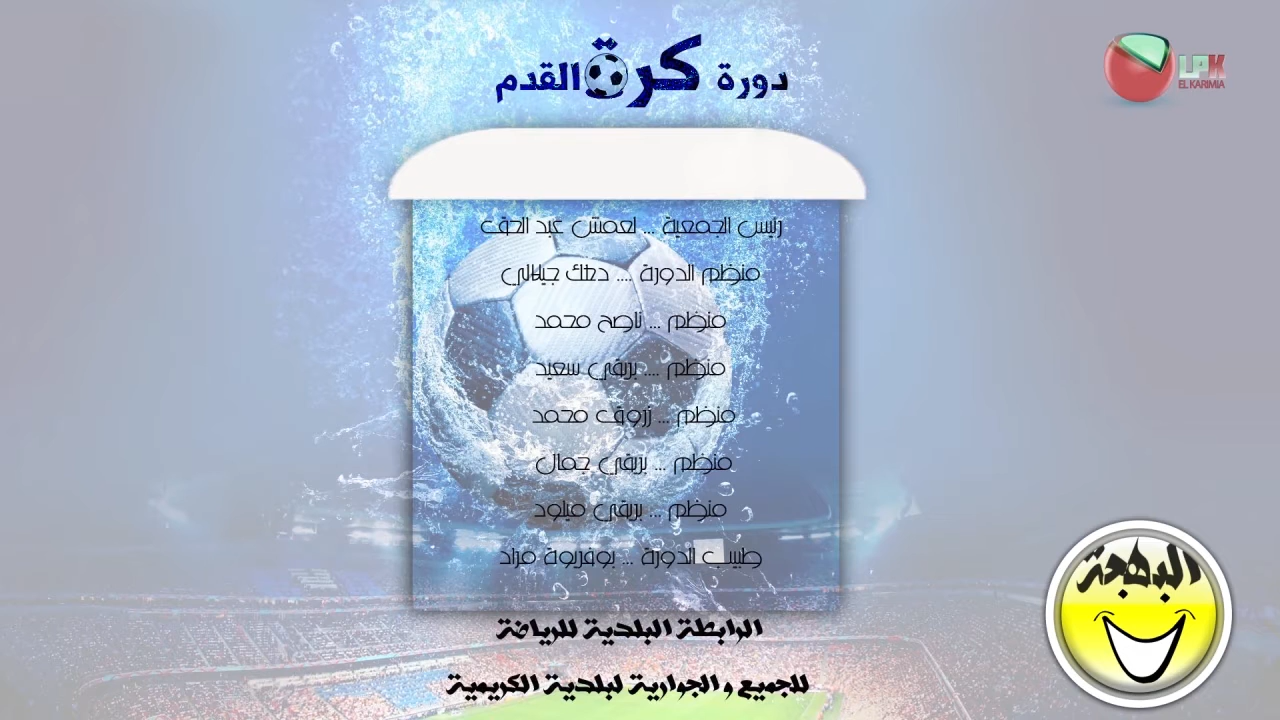 دورة كرة القدم
LPK
EL KARIMIA
رئيس الجمعية ... لعمش عبد الحق
منظم الدورة .... دهلك جيلالي
منظم ... ناصح محمد
منظم .... بريقي سعيد
منظم ... زروق محمد
منظم ... بريقي جمال
منظم ... بريقي ميلود
طبيب الدورة ... بوفريوة مراد
البهجة
الرابطة البلدية للرياضة
للجميع و الجوارية لبلدية الكريمية